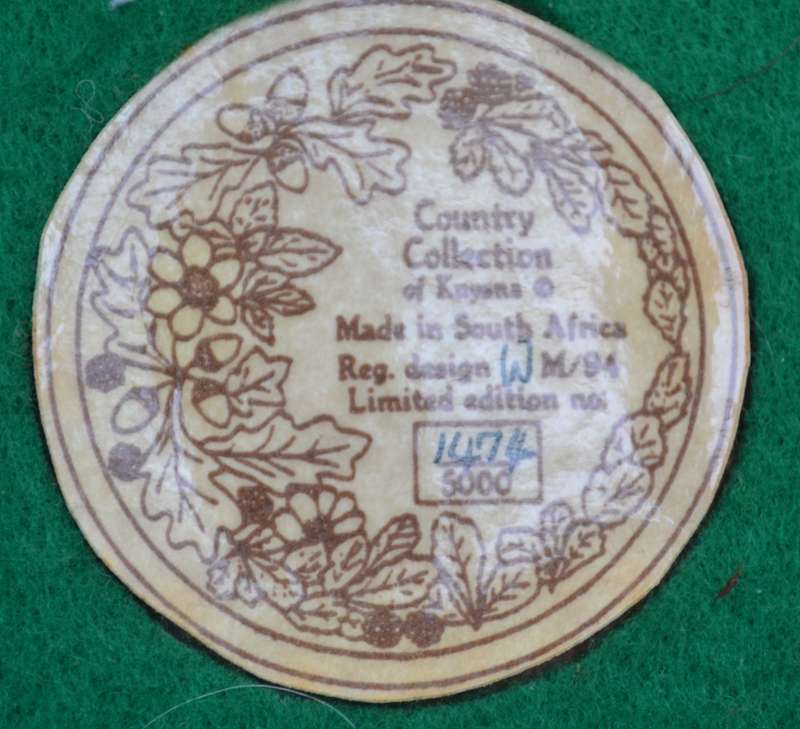 Country
Collection
of Knysna ©
Made in South Africa
Reg. design W M/94
Limited edition no:
1474
5000